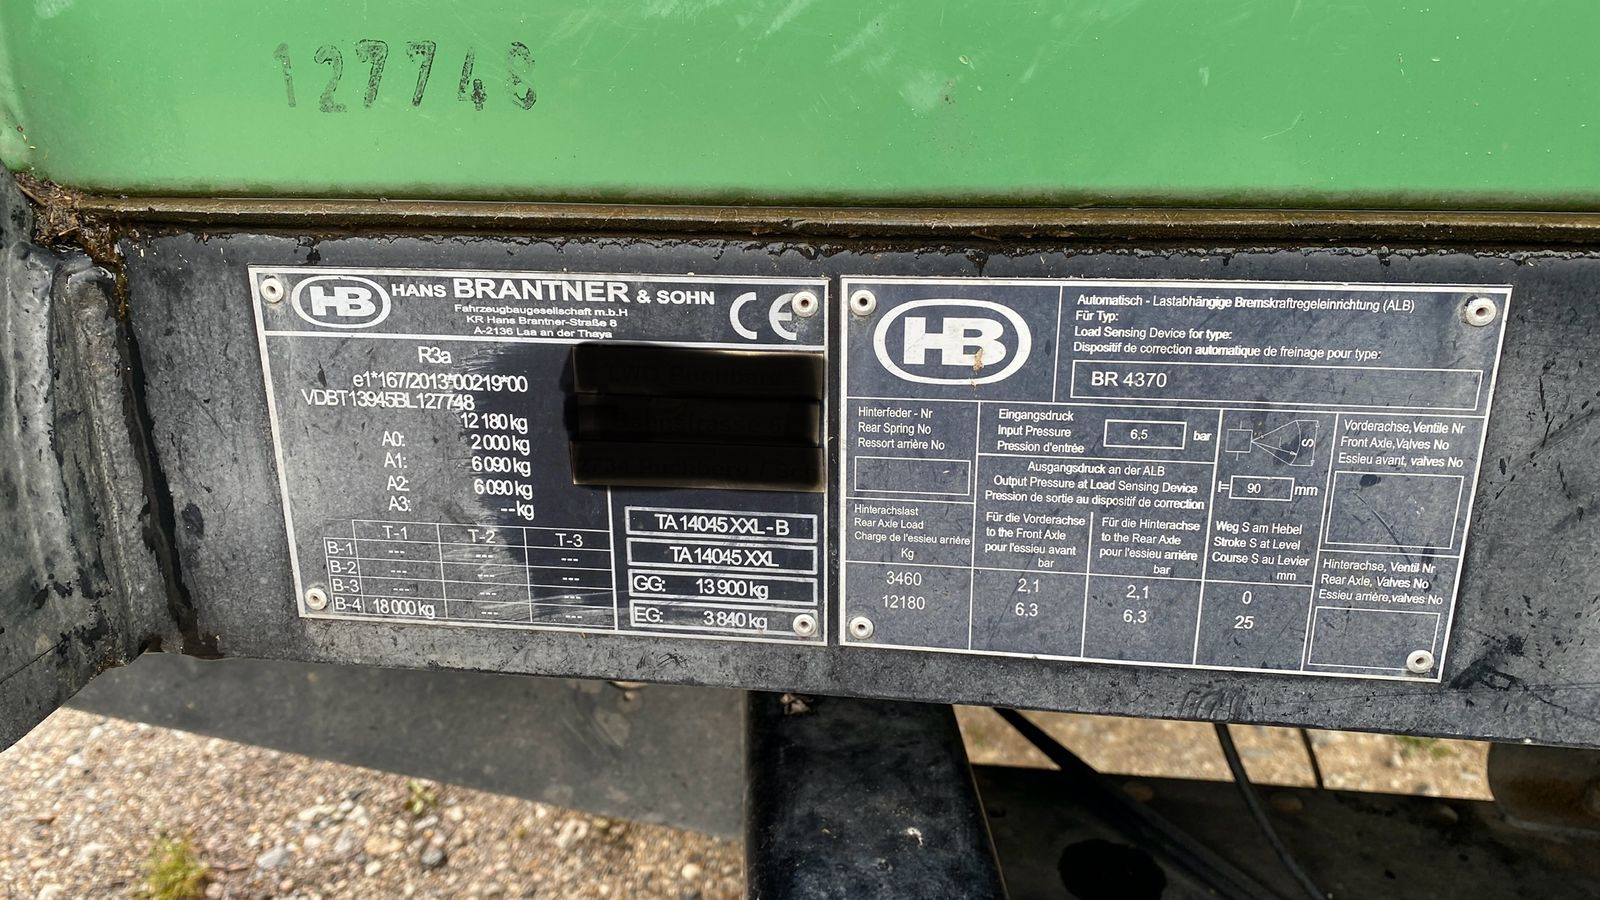 127748
HB HANS BRANTNER & SOHN
Fahrzeugbaugesellschaft m.b.H
KR Hans Brantner-Straße 8
A-2136 Laa an der Thaya
CE
R3a
e1*167/2013*00219*00
VDBT13945BL127748
12 180 kg
A0: 2 000 kg
A1: 6 090 kg
A2: 6 090 kg
A3: -- kg
T-1 T-2 T-3
B-1 --- --- ---
B-2 --- --- ---
B-3 --- --- ---
B-4 18 000 kg --- ---
TA 14045 XXL - B
TA 14045 XXL
GG: 13 900 kg
EG: 3 840 kg
HB
Automatisch - Lastabhängige Bremskraftregeleinrichtung (ALB)
Für Typ:
Load Sensing Device for type:
Dispositif de correction automatique de freinage pour type:
BR 4370
Hinterfeder - Nr
Rear Spring No
Ressort arrière No
Eingangsdruck
Input Pressure
Pression d'entrée
6,5 bar
Ausgangsdruck an der ALB
Output Pressure at Load Sensing Device
Pression de sortie au dispositif de correction
S
l= 90 mm
Vorderachse, Ventile Nr
Front Axle, Valves No
Essieu avant, valves No
Hinterachslast
Rear Axle Load
Charge de l'essieu arrière
Kg
Für die Vorderachse
to the Front Axle
pour l'essieu avant
bar
Für die Hinterachse
to the Rear Axle
pour l'essieu arriére
bar
Weg S am Hebel
Stroke S at Level
Course S au Levier
mm
Hinterachse, Ventil Nr
Rear Axle, Valves No
Essieu arrière, valves No
3460 2,1 2,1 0
12180 6,3 6,3 25